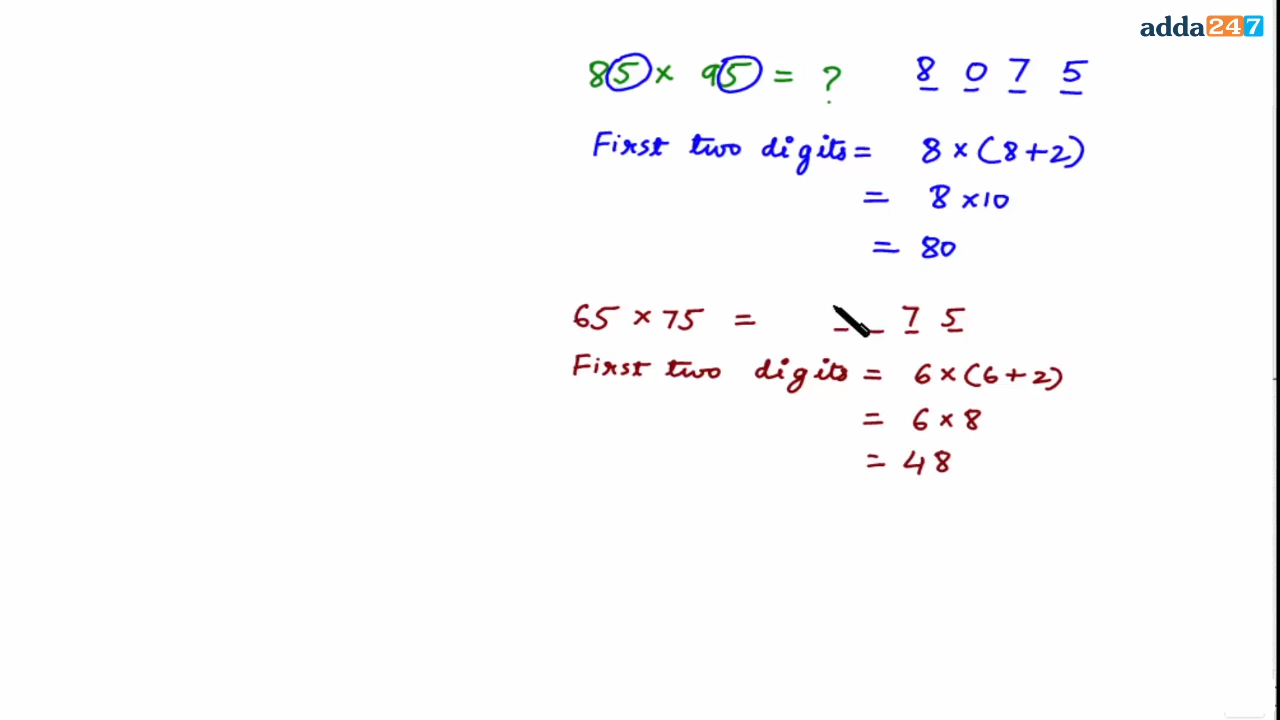 adda247
85 × 95 = ? 8 0 7 5
First two digits = 8 × (8+2)
= 8 × 10
= 80
65 × 75 = _ _ 7 5
First two digits = 6 × (6+2)
= 6 × 8
= 48